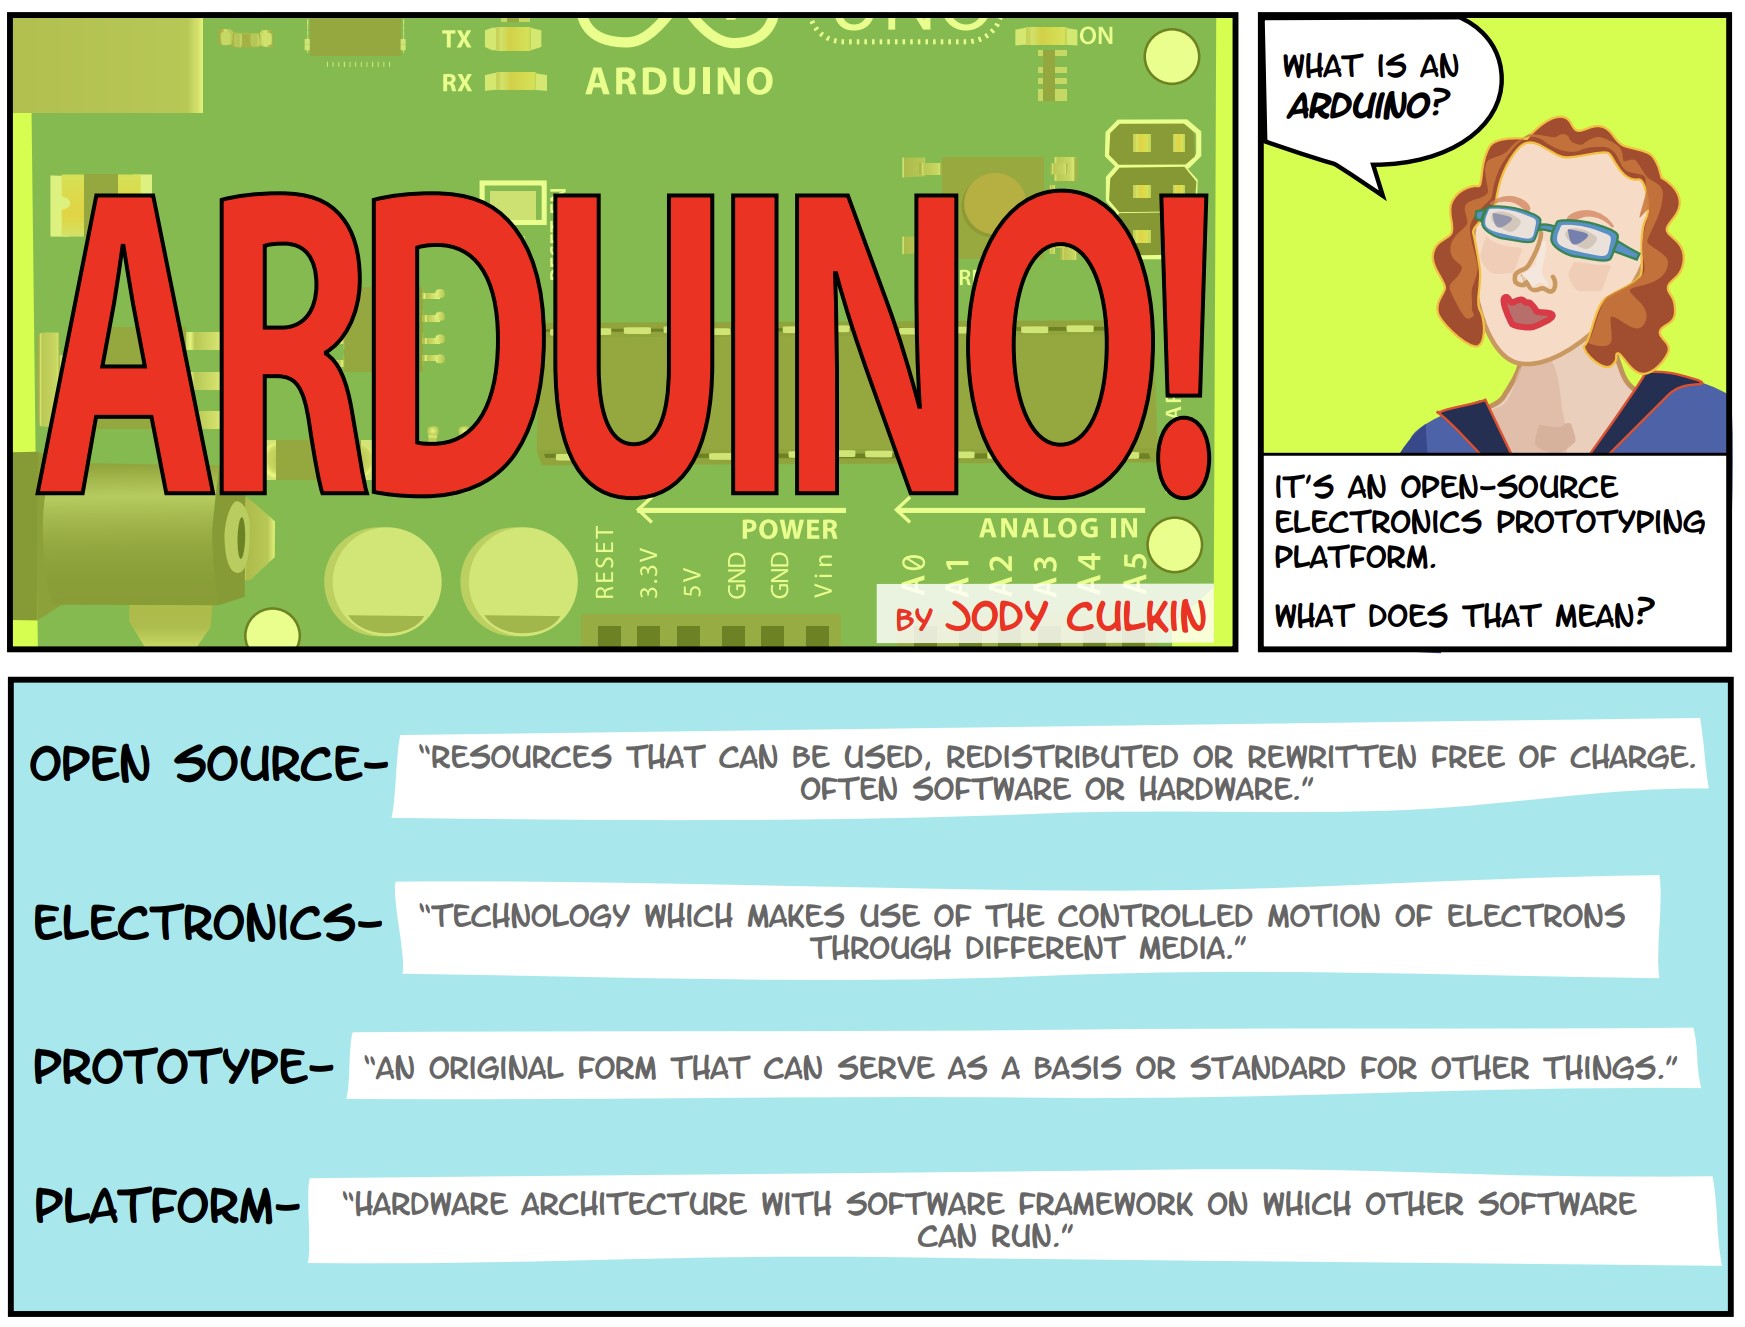 TX
RX
ARDUINO
UNO
ON
ARDUINO!
POWER
ANALOG IN
RESET
3.3V
5V
GND
GND
Vin
A0
A1
A2
A3
A4
A5
BY JODY CULKIN
WHAT IS AN
ARDUINO?
IT'S AN OPEN-SOURCE
ELECTRONICS PROTOTYPING
PLATFORM.
WHAT DOES THAT MEAN?
OPEN SOURCE- "RESOURCES THAT CAN BE USED, REDISTRIBUTED OR REWRITTEN FREE OF CHARGE.
OFTEN SOFTWARE OR HARDWARE."
ELECTRONICS- "TECHNOLOGY WHICH MAKES USE OF THE CONTROLLED MOTION OF ELECTRONS
THROUGH DIFFERENT MEDIA."
PROTOTYPE- "AN ORIGINAL FORM THAT CAN SERVE AS A BASIS OR STANDARD FOR OTHER THINGS."
PLATFORM- "HARDWARE ARCHITECTURE WITH SOFTWARE FRAMEWORK ON WHICH OTHER SOFTWARE
CAN RUN."